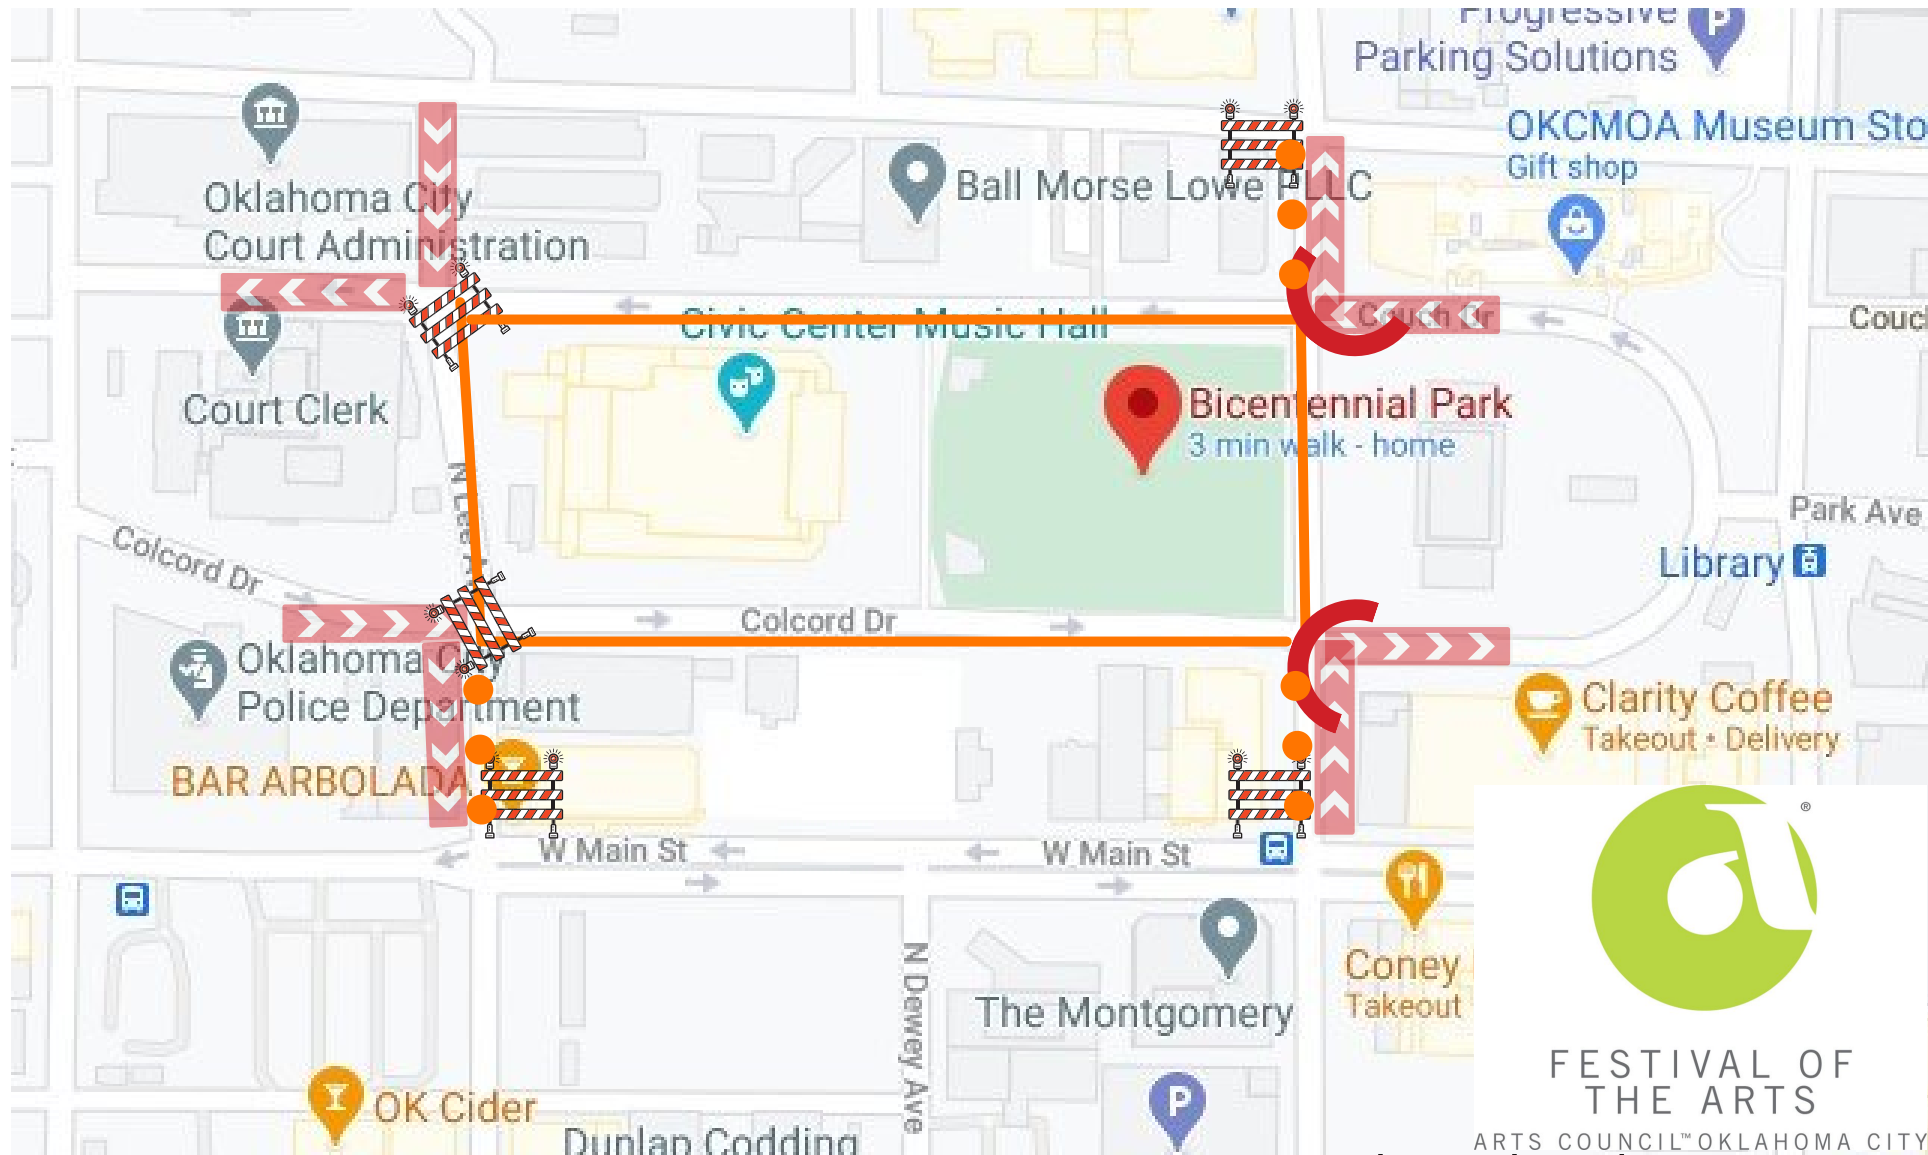 Progressive
Parking Solutions
OKCMOA Museum Sto
Gift shop
Oklahoma City
Court Administration
Ball Morse Lowe PLLC
Civic Center Music Hall
Couch Dr
Couc
Court Clerk
Bicentennial Park
3 min walk - home
N Lee A
Park Ave
Colcord Dr
Library
Colcord Dr
Oklahoma City
Police Department
Clarity Coffee
Takeout • Delivery
BAR ARBOLADA
W Main St
W Main St
®
Coney
Takeout
N Dewey Ave
The Montgomery
P
P
FESTIVAL OF
THE ARTS
OK Cider
Dunlap Codding
ARTS COUNCIL™ OKLAHOMA CITY